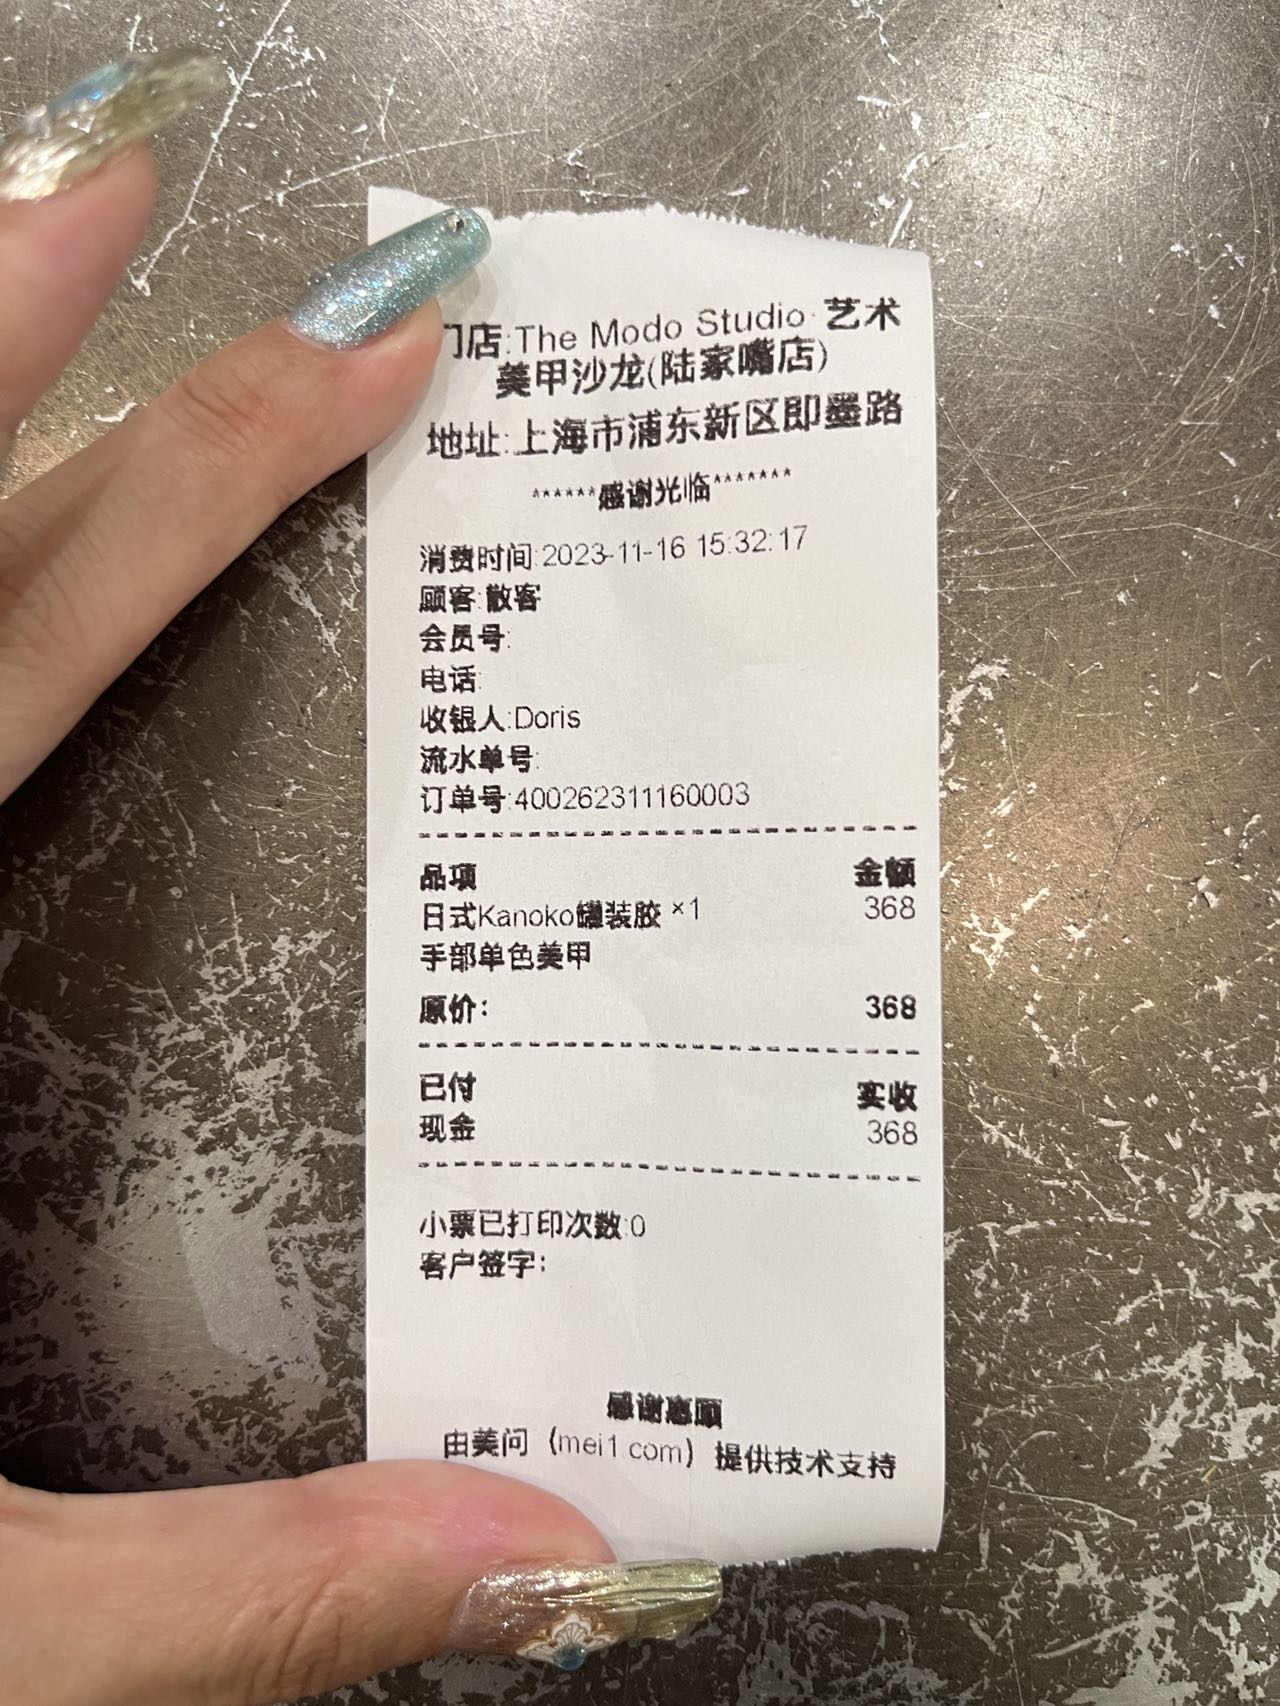 门店:The Modo Studio·艺术
美甲沙龙(陆家嘴店)
地址:上海市浦东新区即墨路
******感谢光临*******
消费时间:2023-11-16 15:32:17
顾客:散客
会员号:
电话:
收银人:Doris
流水单号:
订单号:400262311160003
品项 金额
日式Kanoko罐装胶 ×1 368
手部单色美甲
原价: 368
已付 实收
现金 368
小票已打印次数:0
客户签字:
感谢惠顾
由美问（mei1.com）提供技术支持